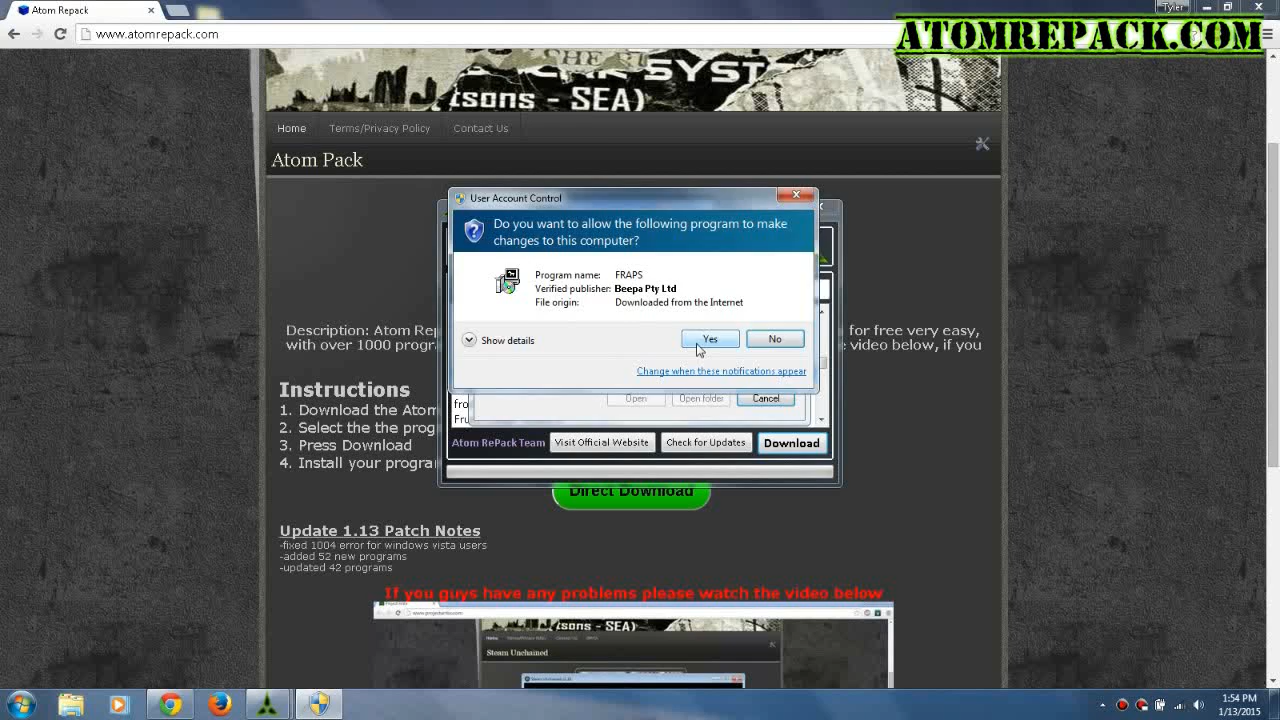 Atom Repack
Tyler
www.atomrepack.com
ATOMREPACK.COM
SYST
tsons - SEA)
Home
Terms/Privacy Policy
Contact Us
Atom Pack
User Account Control
Do you want to allow the following program to make
changes to this computer?
Program name: FRAPS
Verified publisher: Beepa Pty Ltd
File origin: Downloaded from the Internet
Show details
Yes
No
Change when these notifications appear
Description: Atom Rep
for free very easy,
with over 1000 progr
e video below, if you
Instructions
1. Download the Atom
2. Select the the prog
3. Press Download
4. Install your progra
Open
Open folder
Cancel
fro
Fru
Atom RePack Team
Visit Official Website
Check for Updates
Download
Direct Download
Update 1.13 Patch Notes
-fixed 1004 error for windows vista users
-added 52 new programs
-updated 42 programs
If you guys have any problems please watch the video below
tsons - SEA)
Steam Unchained
1:54 PM
1/13/2015